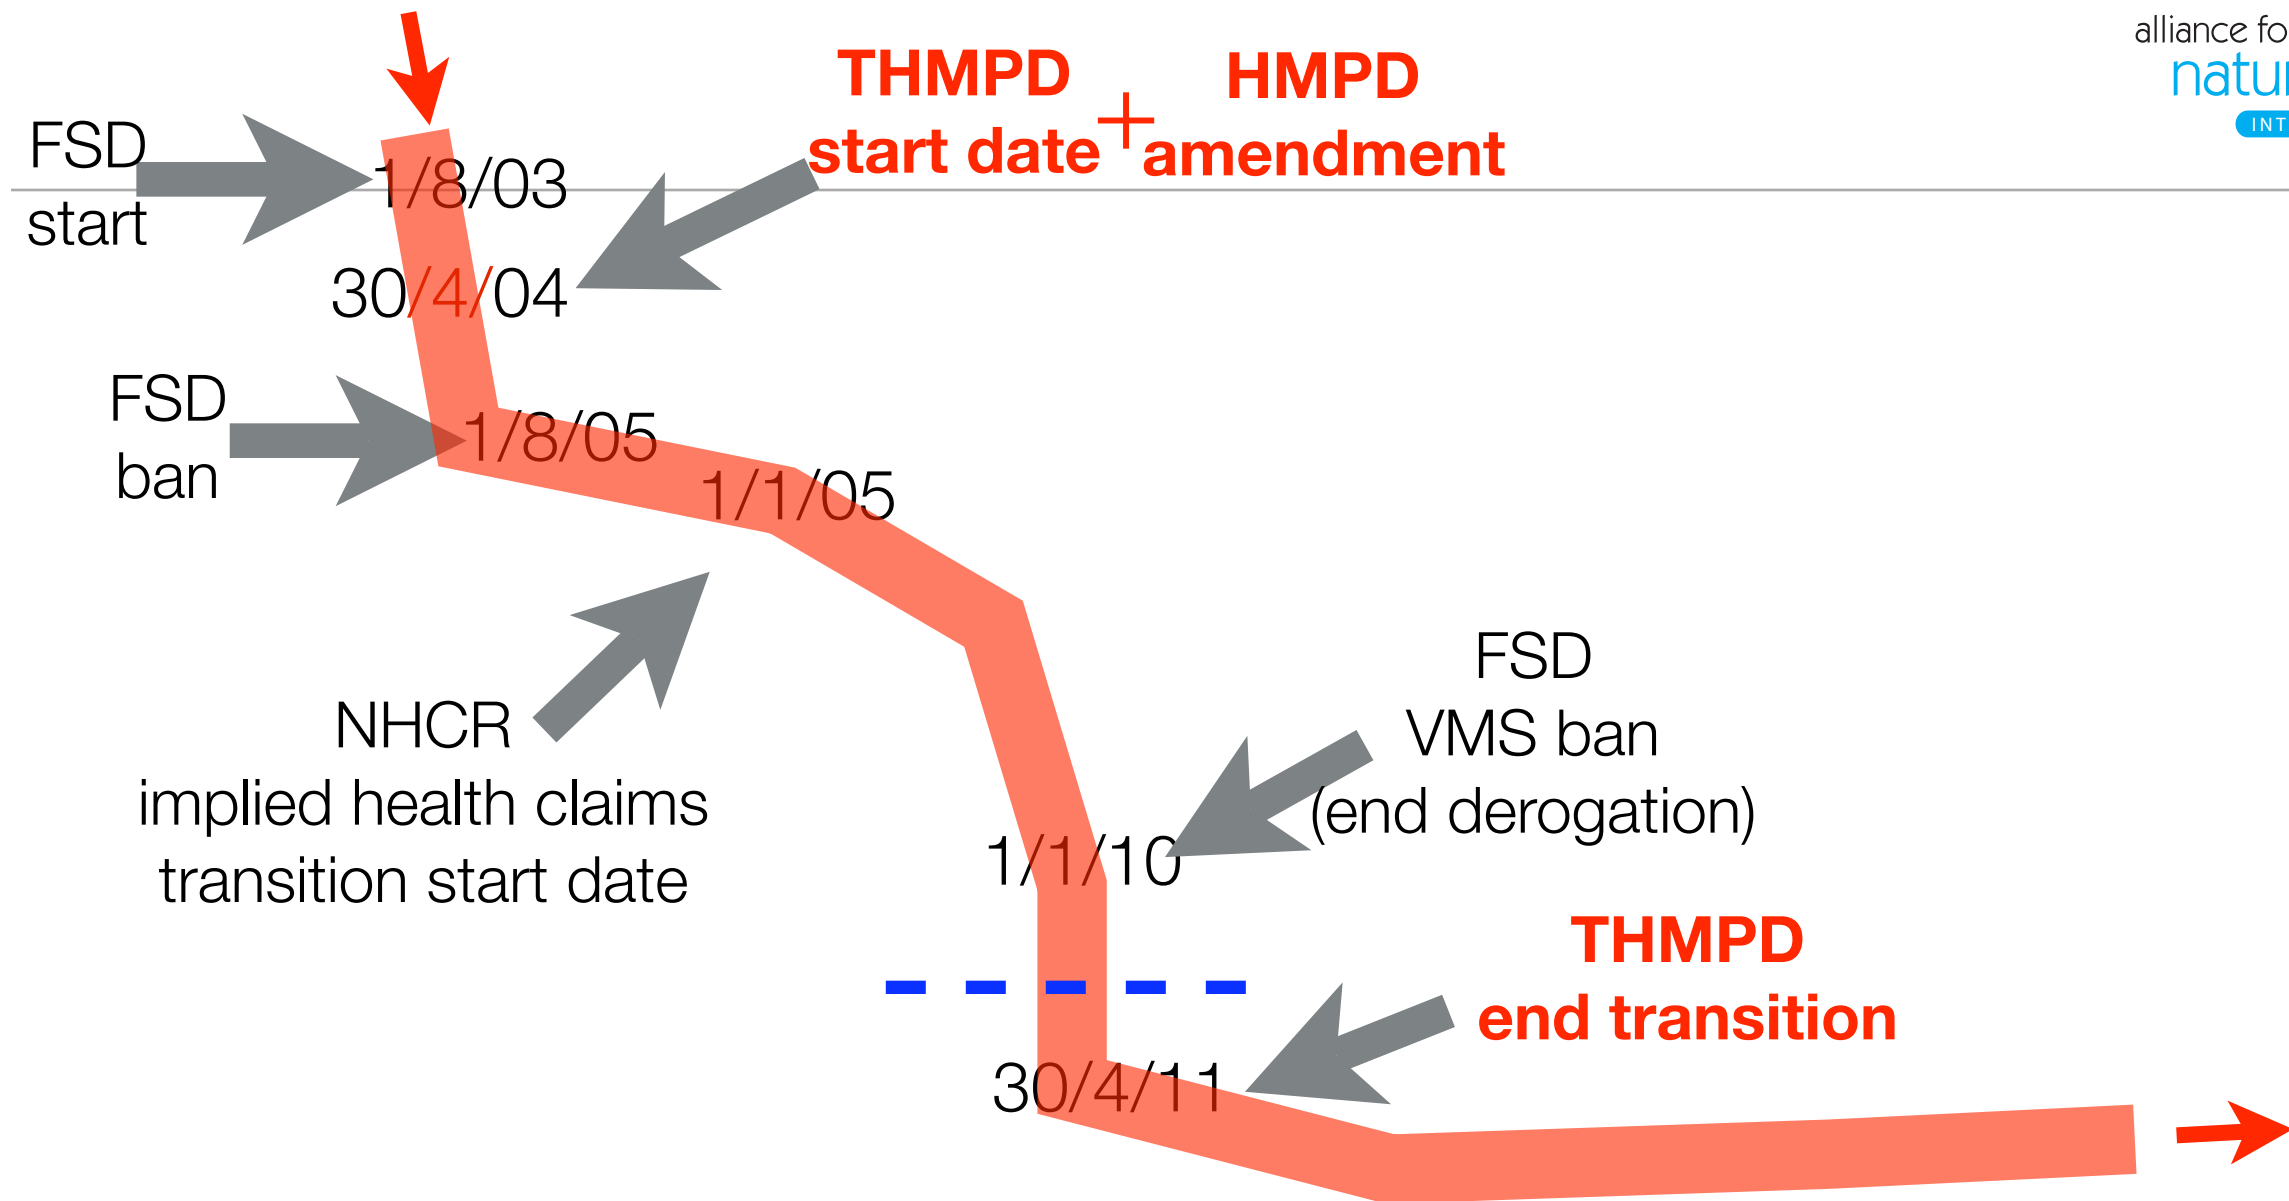 alliance fo
natu
INT
THMPD
start date
+
HMPD
amendment
FSD
start
1/8/03
30/4/04
FSD
ban
1/8/05
1/1/05
NHCR
implied health claims
transition start date
FSD
VMS ban
(end derogation)
1/1/10
THMPD
end transition
30/4/11